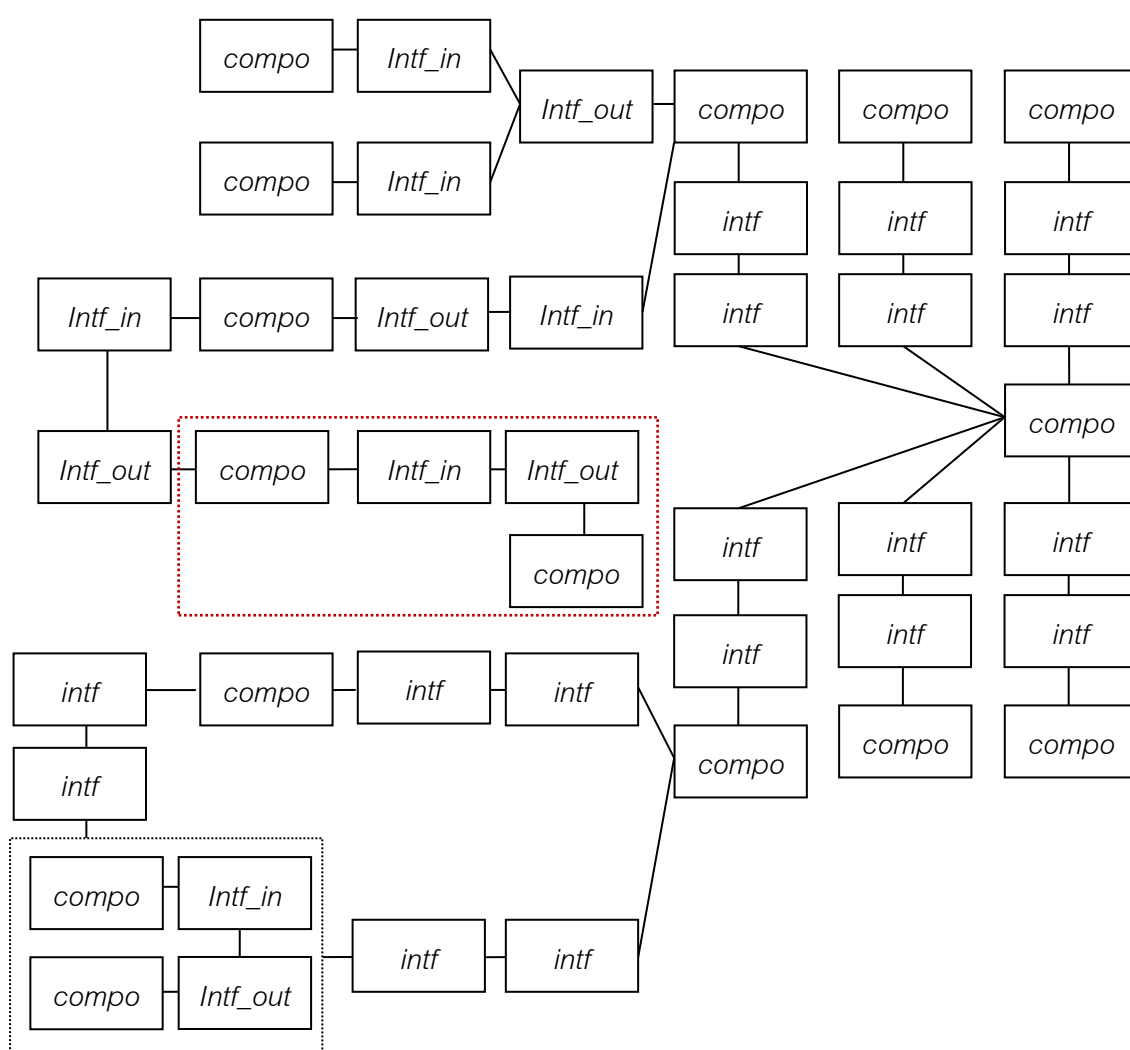 compo Intf_in
Intf_out compo compo compo
compo Intf_in
intf intf intf
Intf_in compo Intf_out Intf_in intf intf intf
compo
Intf_out compo Intf_in Intf_out
intf intf intf
compo
intf intf intf
intf compo intf intf
compo compo compo
intf
compo Intf_in
intf intf
compo Intf_out